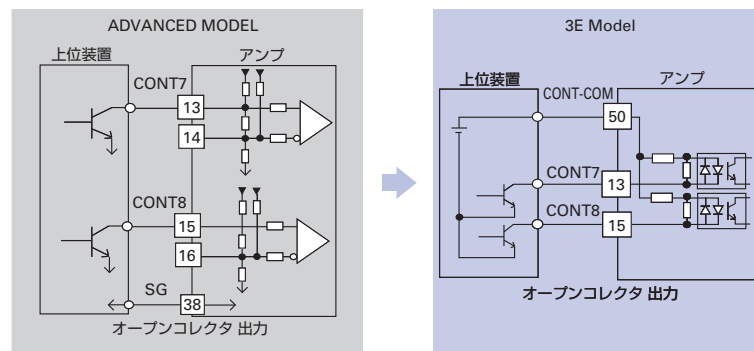 ADVANCED MODEL
上位装置
アンプ
CONT7
13
14
CONT8
15
16
SG
38
オープンコレクタ 出力
3E Model
上位装置
アンプ
CONT-COM
50
CONT7
13
CONT8
15
オープンコレクタ 出力